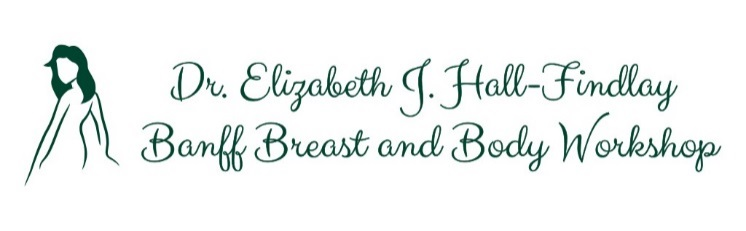 Dr. Elizabeth J. Hall-Findlay
Banff Breast and Body Workshop